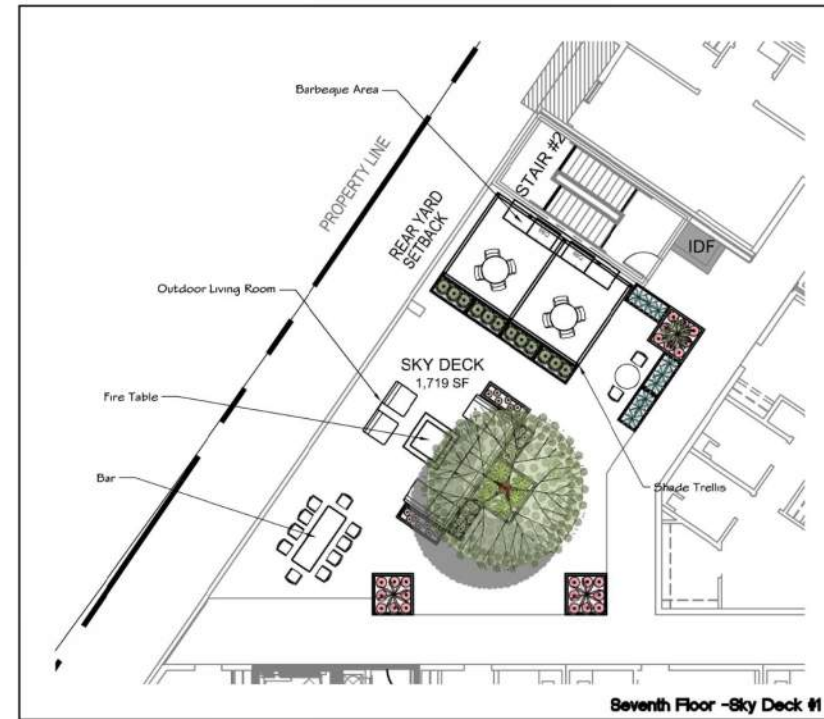 Barbeque Area
STAIR #2
PROPERTY LINE
REAR YARD
SETBACK
IDF
Outdoor Living Room
SKY DECK
1,719 SF
Fire Table
Bar
Shade Trellis
Seventh Floor -Sky Deck #1